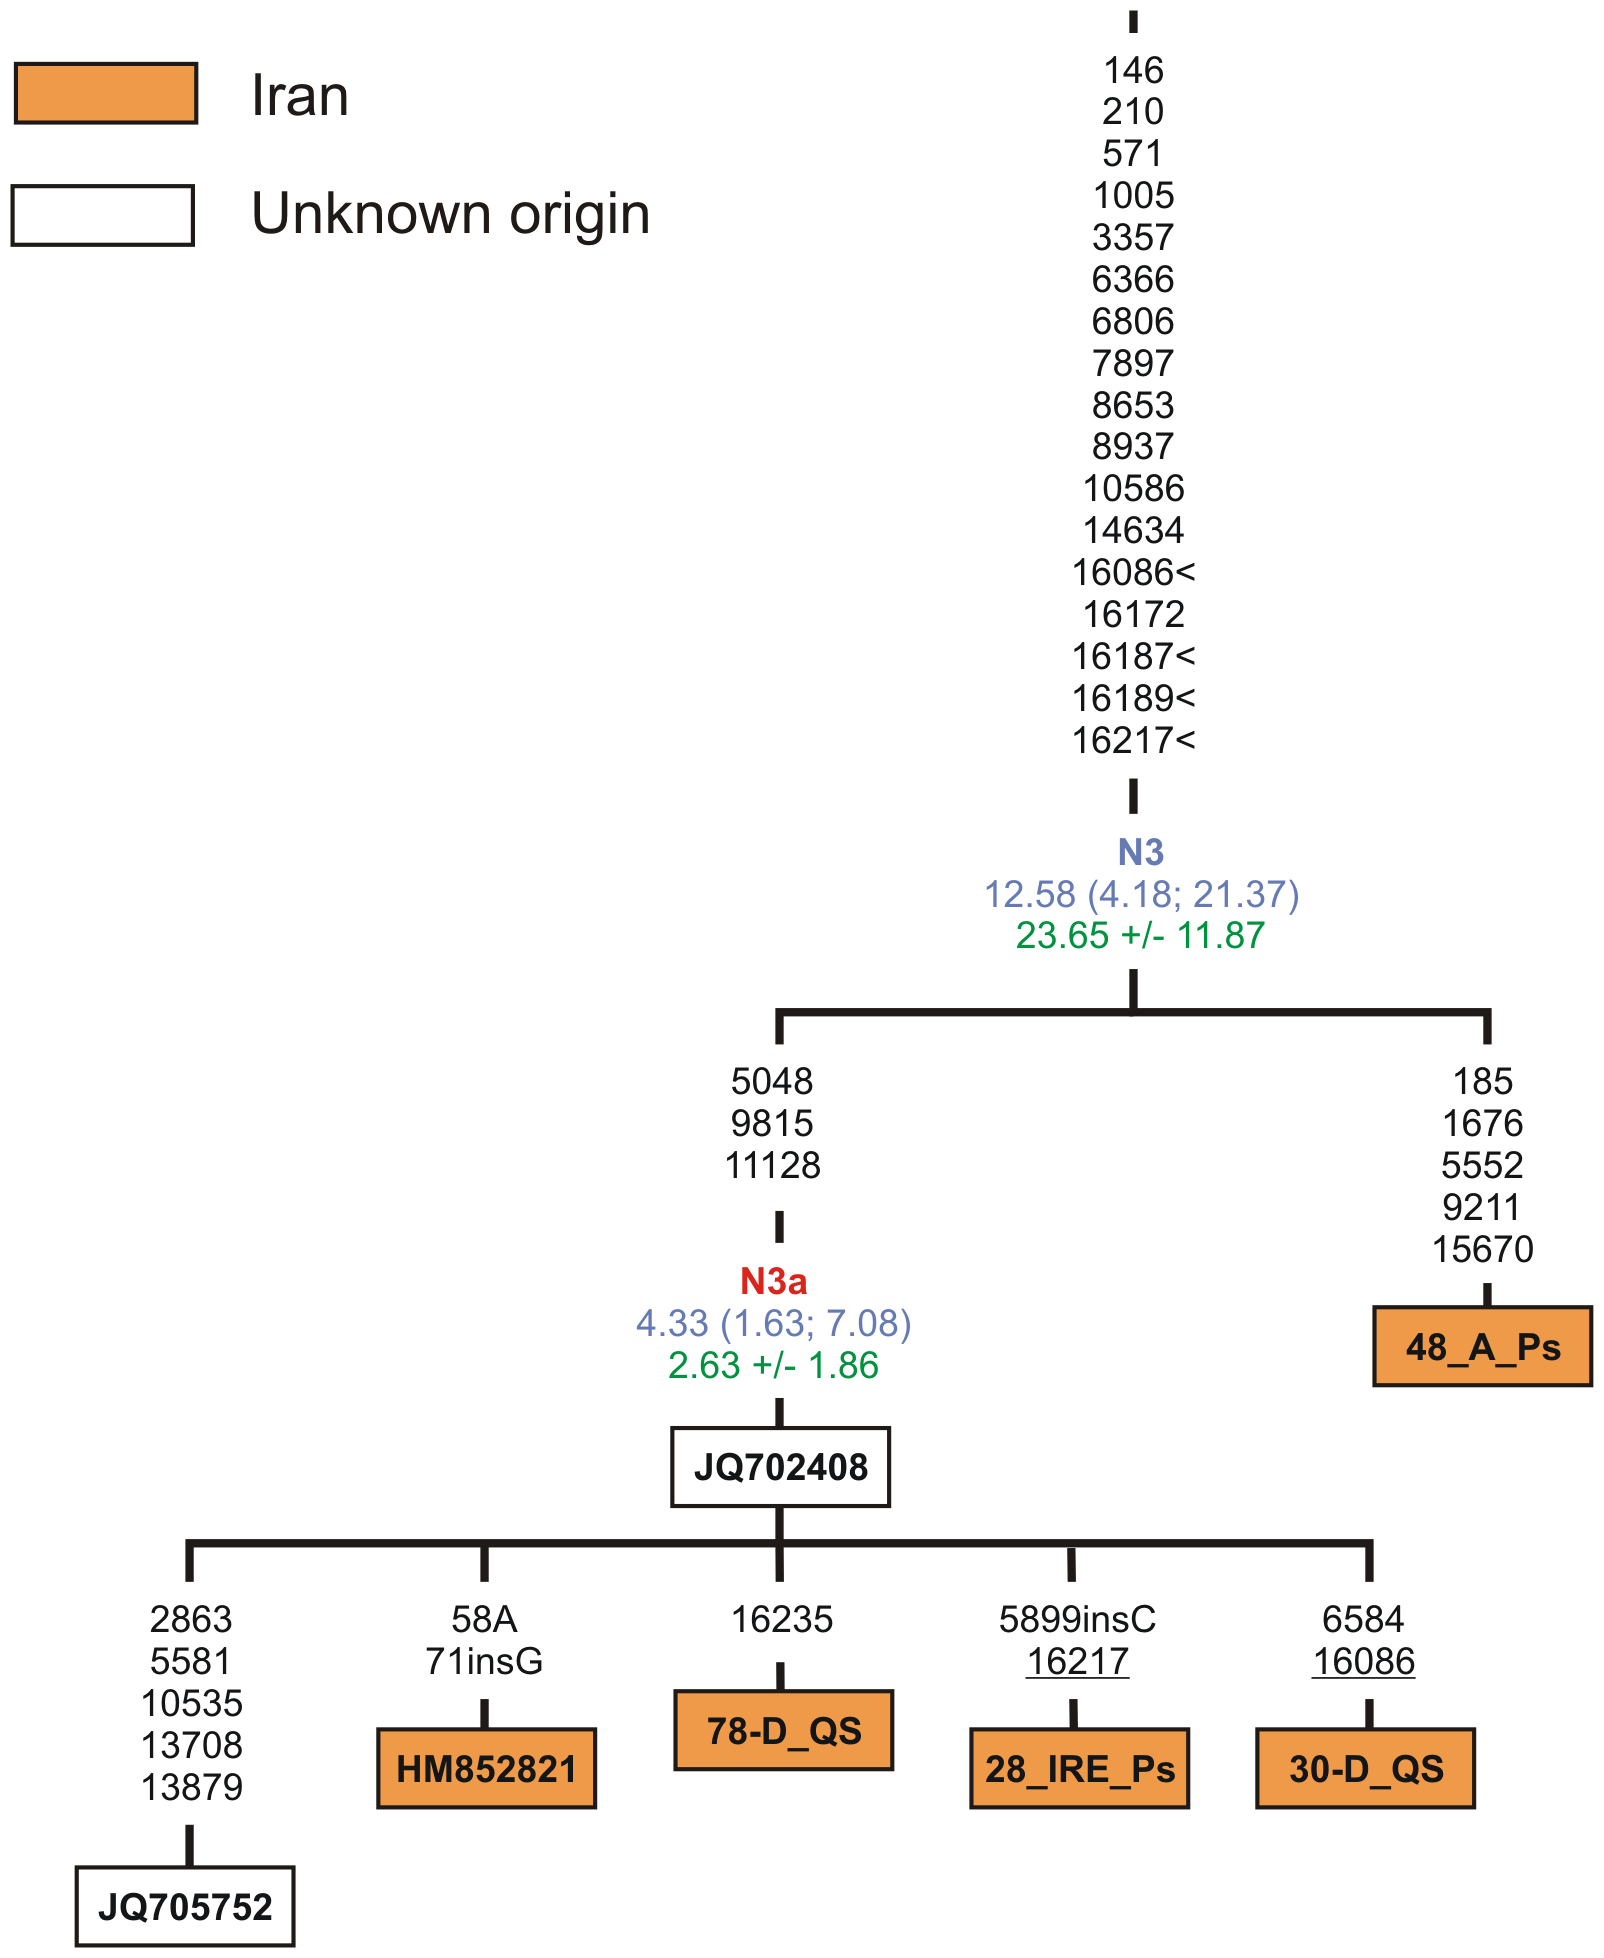 Iran
Unknown origin
146
210
571
1005
3357
6366
6806
7897
8653
8937
10586
14634
16086<
16172
16187<
16189<
16217<
N3
12.58 (4.18; 21.37)
23.65 +/- 11.87
5048
9815
11128
N3a
4.33 (1.63; 7.08)
2.63 +/- 1.86
JQ702408
185
1676
5552
9211
15670
48_A_Ps
2863
5581
10535
13708
13879
JQ705752
58A
71insG
HM852821
16235
78-D_QS
5899insC
16217
28_IRE_Ps
6584
16086
30-D_QS